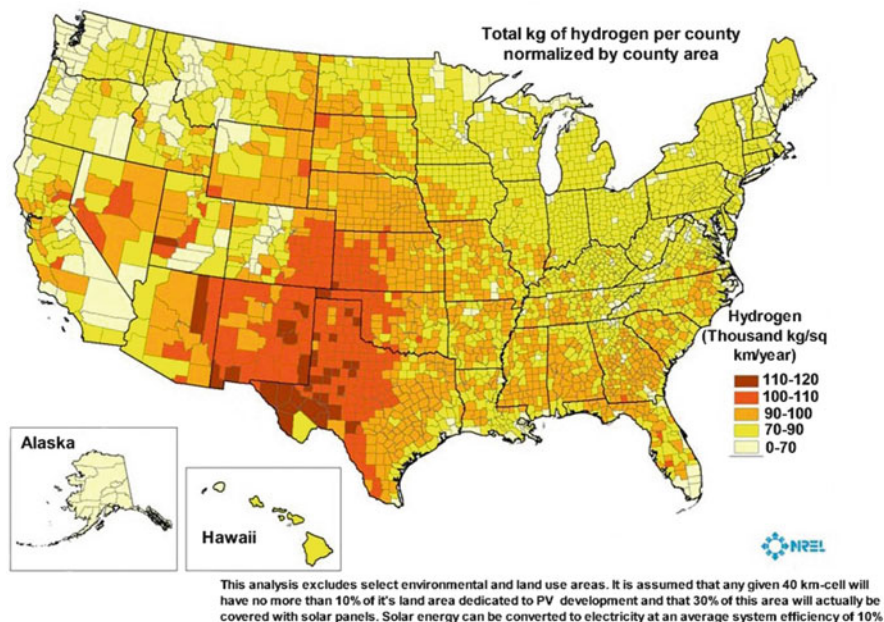 Total kg of hydrogen per county
normalized by county area
Hydrogen
(Thousand kg/sq
km/year)
110-120
100-110
90-100
70-90
0-70
Alaska
Hawaii
NREL
This analysis excludes select environmental and land use areas. It is assumed that any given 40 km-cell will
have no more than 10% of it's land area dedicated to PV development and that 30% of this area will actually be
covered with solar panels. Solar energy can be converted to electricity at an average system efficiency of 10%